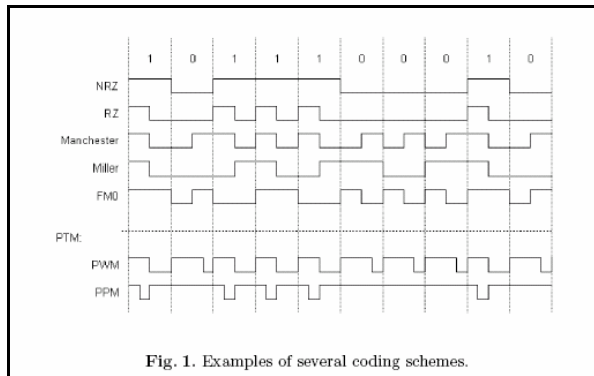 1 0 1 1 1 0 0 0 1 0
NRZ
RZ
Manchester
Miller
FM0
PTM:
PWM
PPM
Fig. 1. Examples of several coding schemes.